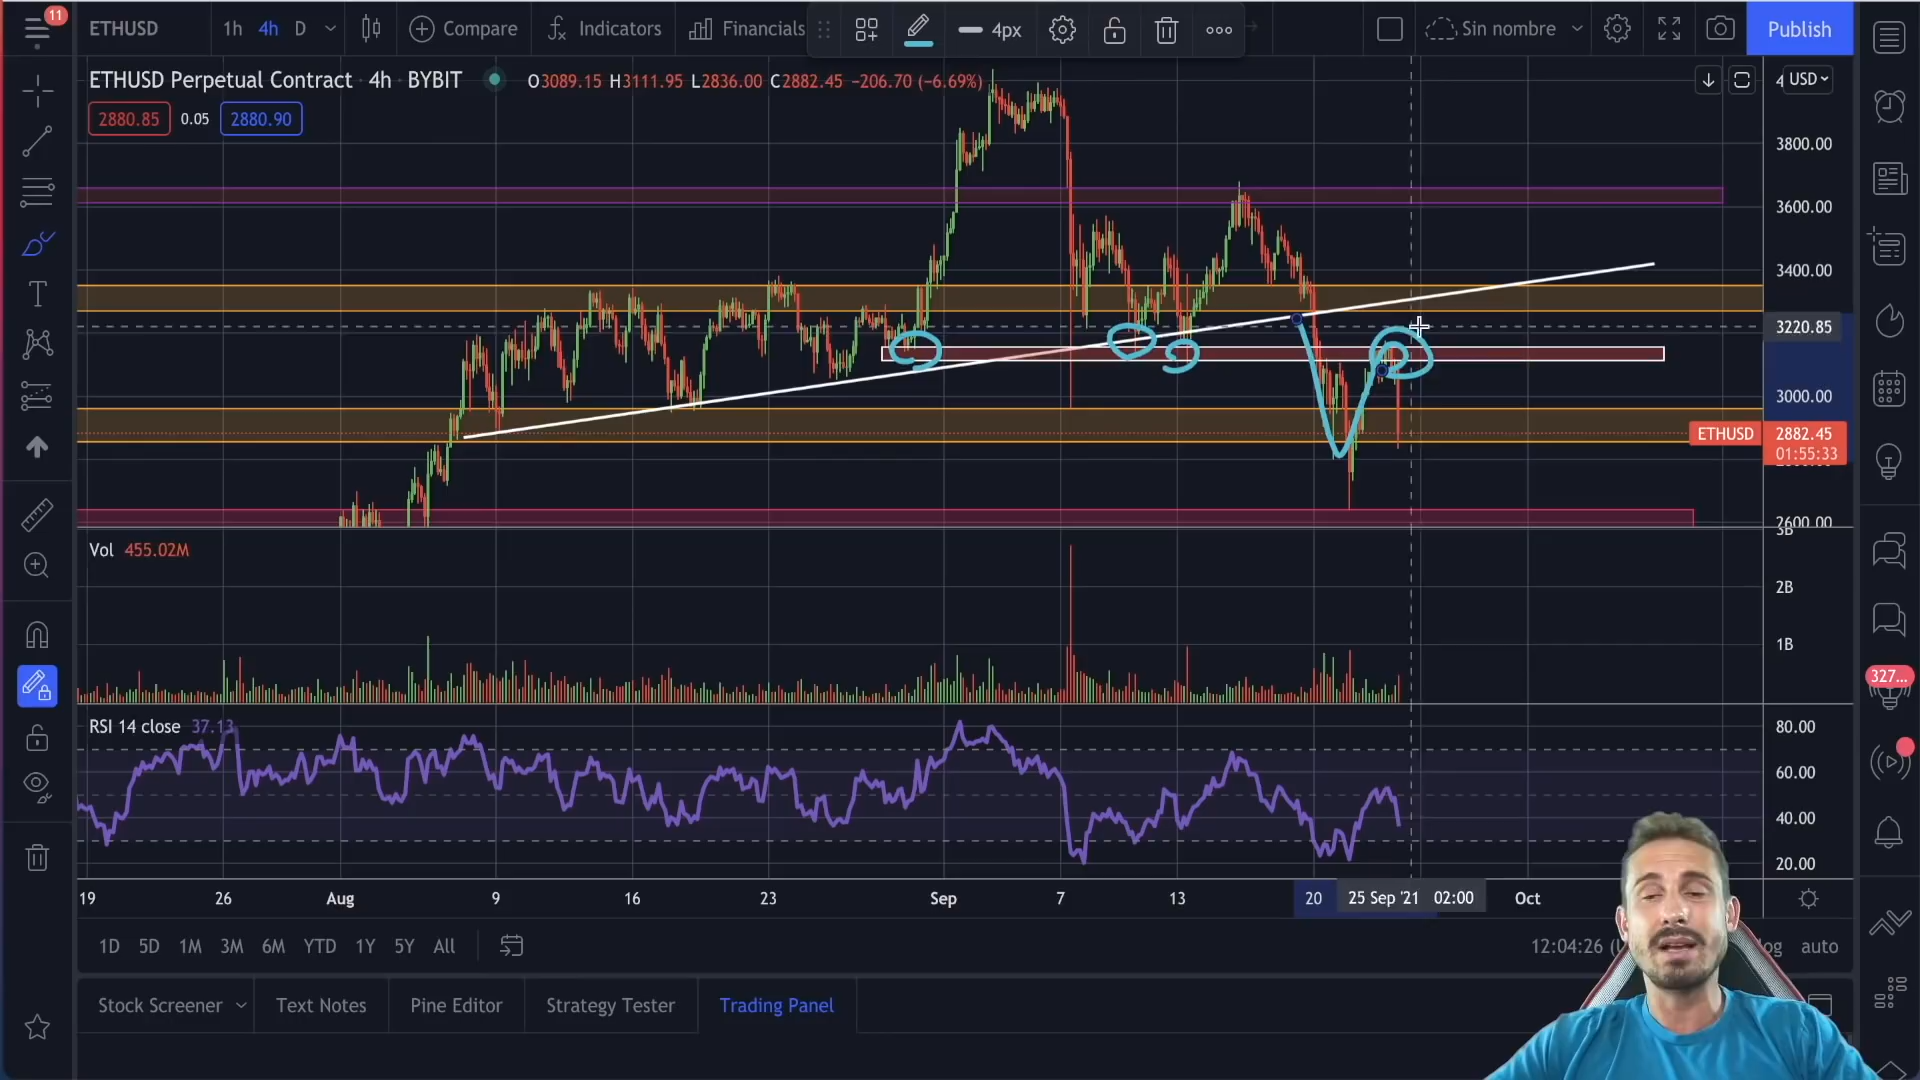 11
ETHUSD
1h 4h D
Compare
Indicators
Financials
4px
Sin nombre
Publish
ETHUSD Perpetual Contract · 4h · BYBIT
O3089.15 H3111.95 L2836.00 C2882.45 −206.70 (−6.69%)
USD
2880.85 0.05 2880.90
3800.00
3600.00
3400.00
3220.85
3000.00
ETHUSD 2882.45
01:55:33
2600.00
3B
Vol 455.02M
2B
1B
327...
RSI 14 close 37.13
80.00
60.00
40.00
20.00
19 26 Aug 9 16 23 Sep 7 13 20 25 Sep '21 02:00 Oct
1D 5D 1M 3M 6M YTD 1Y 5Y All
12:04:26 auto
Stock Screener Text Notes Pine Editor Strategy Tester Trading Panel